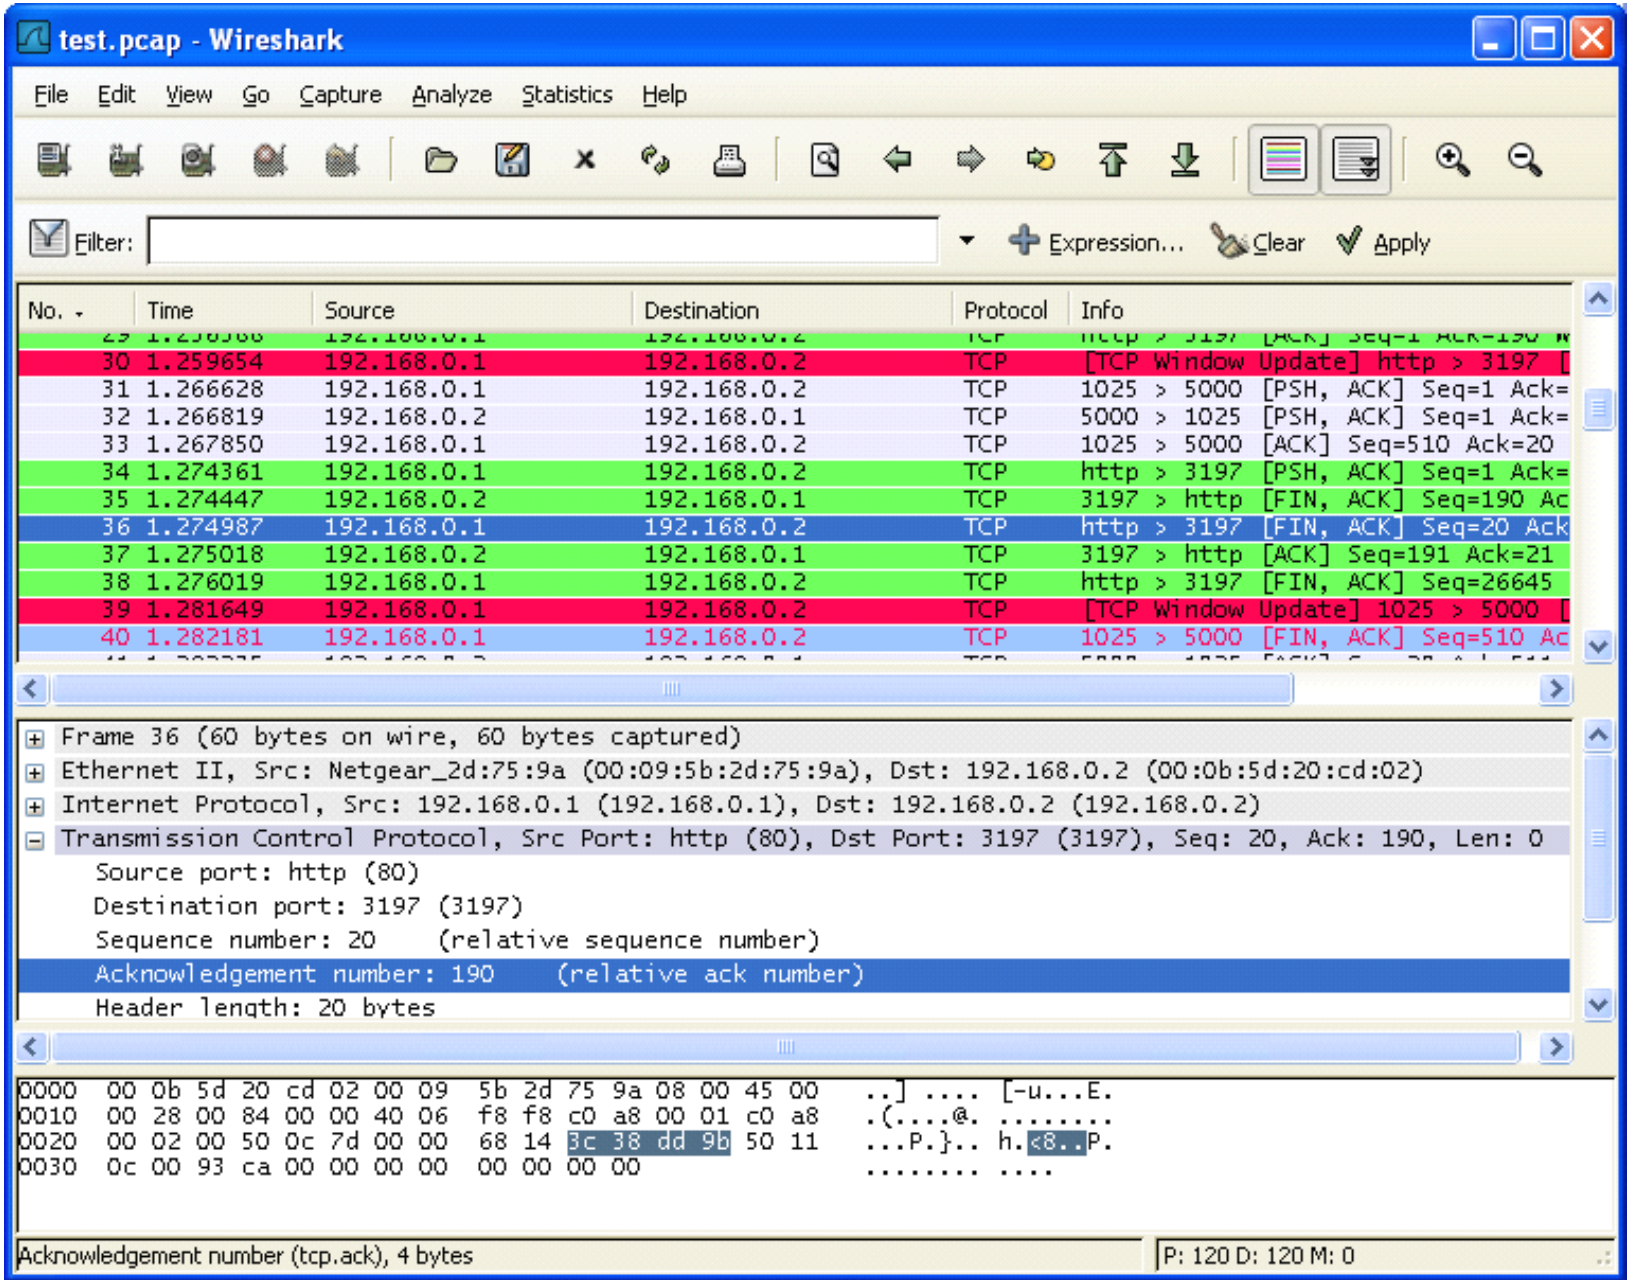 test.pcap - Wireshark
File Edit View Go Capture Analyze Statistics Help
Filter: Expression... Clear Apply
No. Time Source Destination Protocol Info
29 1.256588 192.168.0.1 192.168.0.2 TCP http > 3197 [ACK] Seq=1 Ack=190 W
30 1.259654 192.168.0.1 192.168.0.2 TCP [TCP Window Update] http > 3197 [
31 1.266628 192.168.0.1 192.168.0.2 TCP 1025 > 5000 [PSH, ACK] Seq=1 Ack=
32 1.266819 192.168.0.2 192.168.0.1 TCP 5000 > 1025 [PSH, ACK] Seq=1 Ack=
33 1.267850 192.168.0.1 192.168.0.2 TCP 1025 > 5000 [ACK] Seq=510 Ack=20
34 1.274361 192.168.0.1 192.168.0.2 TCP http > 3197 [PSH, ACK] Seq=1 Ack=
35 1.274447 192.168.0.2 192.168.0.1 TCP 3197 > http [FIN, ACK] Seq=190 Ac
36 1.274987 192.168.0.1 192.168.0.2 TCP http > 3197 [FIN, ACK] Seq=20 Ack
37 1.275018 192.168.0.2 192.168.0.1 TCP 3197 > http [ACK] Seq=191 Ack=21
38 1.276019 192.168.0.1 192.168.0.2 TCP http > 3197 [FIN, ACK] Seq=26645
39 1.281649 192.168.0.1 192.168.0.2 TCP [TCP Window Update] 1025 > 5000 [
40 1.282181 192.168.0.1 192.168.0.2 TCP 1025 > 5000 [FIN, ACK] Seq=510 Ac
Frame 36 (60 bytes on wire, 60 bytes captured)
Ethernet II, Src: Netgear_2d:75:9a (00:09:5b:2d:75:9a), Dst: 192.168.0.2 (00:0b:5d:20:cd:02)
Internet Protocol, Src: 192.168.0.1 (192.168.0.1), Dst: 192.168.0.2 (192.168.0.2)
Transmission Control Protocol, Src Port: http (80), Dst Port: 3197 (3197), Seq: 20, Ack: 190, Len: 0
Source port: http (80)
Destination port: 3197 (3197)
Sequence number: 20 (relative sequence number)
Acknowledgement number: 190 (relative ack number)
Header length: 20 bytes
0000 00 0b 5d 20 cd 02 00 09 5b 2d 75 9a 08 00 45 00 ..] .... [-u...E.
0010 00 28 00 84 00 00 40 06 f8 f8 c0 a8 00 01 c0 a8 .(....@. ........
0020 00 02 00 50 0c 7d 00 00 68 14 3c 38 dd 9b 50 11 ...P.}.. h.<8..P.
0030 0c 00 93 ca 00 00 00 00 00 00 00 00 ........ ....
Acknowledgement number (tcp.ack), 4 bytes P: 120 D: 120 M: 0